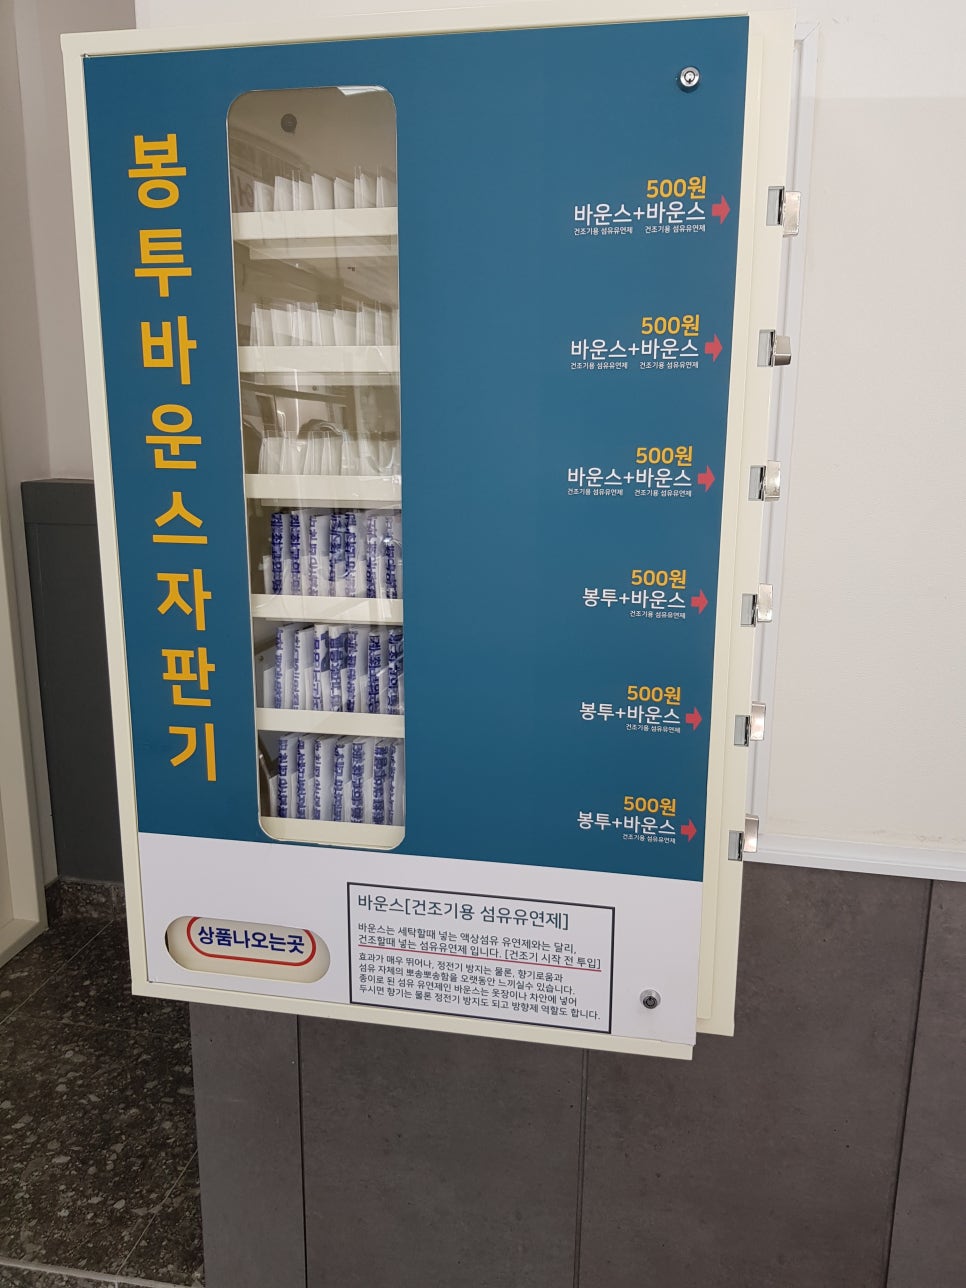 봉투바운스자판기
500원
바운스+바운스
건조기용 섬유유연제 건조기용 섬유유연제
500원
바운스+바운스
건조기용 섬유유연제 건조기용 섬유유연제
500원
바운스+바운스
건조기용 섬유유연제 건조기용 섬유유연제
500원
봉투+바운스
건조기용 섬유유연제
500원
봉투+바운스
건조기용 섬유유연제
500원
봉투+바운스
건조기용 섬유유연제
상품나오는곳
바운스[건조기용 섬유유연제]
바운스는 세탁할때 넣는 액상섬유 유연제와는 달리,
건조할때 넣는 섬유유연제 입니다. [건조기 시작 전 투입]
효과가 매우 뛰어나, 정전기 방지는 물론, 향기로움과
섬유 자체의 뽀송뽀송함을 오랫동안 느끼실수 있습니다.
종이로 된 섬유 유연제인 바운스는 옷장이나 차안에 넣어
두시면 향기는 물론 정전기 방지도 되고 방향제 역할도 합니다.